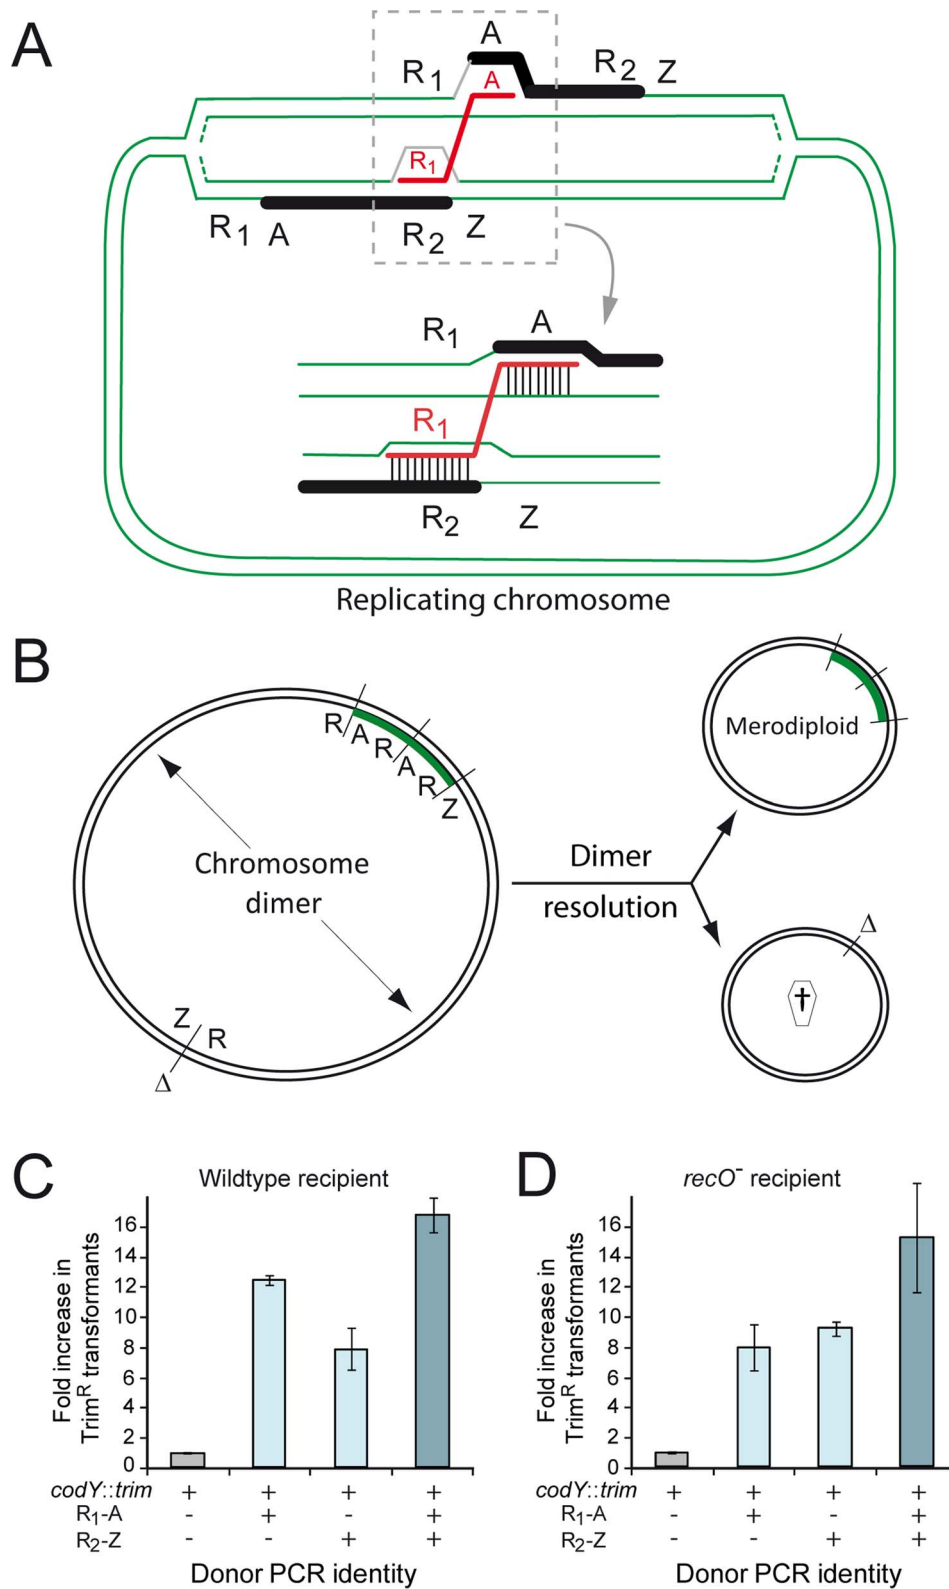 A
A
R1
R2
Z
A
R1
R1
A
R2
Z
R1
A
R1
R2
Z
Replicating chromosome
B
R
A
R
A
R
Z
Merodiploid
Chromosome
dimer
Dimer
resolution
Δ
Z
R
Δ
C
Wildtype recipient
Fold increase in
TrimR transformants
16
14
12
10
8
6
4
2
0
codY::trim + + + +
R1-A - + - +
R2-Z - - + +
Donor PCR identity
D
recO- recipient
Fold increase in
TrimR transformants
16
14
12
10
8
6
4
2
0
codY::trim + + + +
R1-A - + - +
R2-Z - - + +
Donor PCR identity